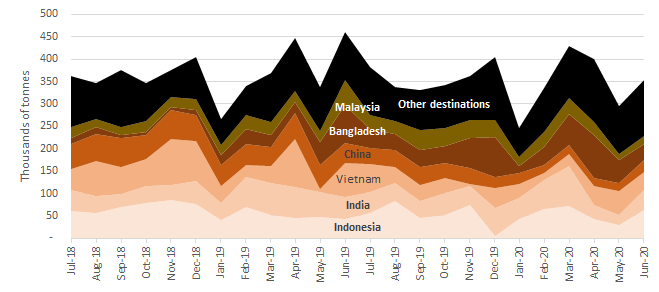 500
450
400
350
300
250
200
150
100
50
-
Thousands of tonnes
Malaysia
Other destinations
Bangladesh
China
Vietnam
India
Indonesia
Jul-18
Aug-18
Sep-18
Oct-18
Nov-18
Dec-18
Jan-19
Feb-19
Mar-19
Apr-19
May-19
Jun-19
Jul-19
Aug-19
Sep-19
Oct-19
Nov-19
Dec-19
Jan-20
Feb-20
Mar-20
Apr-20
May-20
Jun-20